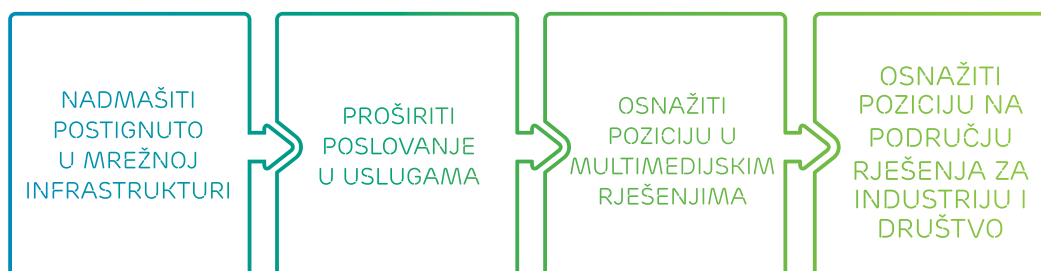 NADMAŠITI
POSTIGNUTO
U MREŽNOJ
INFRASTRUKTURI
PROŠIRITI
POSLOVANJE
U USLUGAMA
OSNAŽITI
POZICIJU U
MULTIMEDIJSKIM
RJEŠENJIMA
OSNAŽITI
POZICIJU NA
PODRUČJU
RJEŠENJA ZA
INDUSTRIJU I
DRUŠTVO